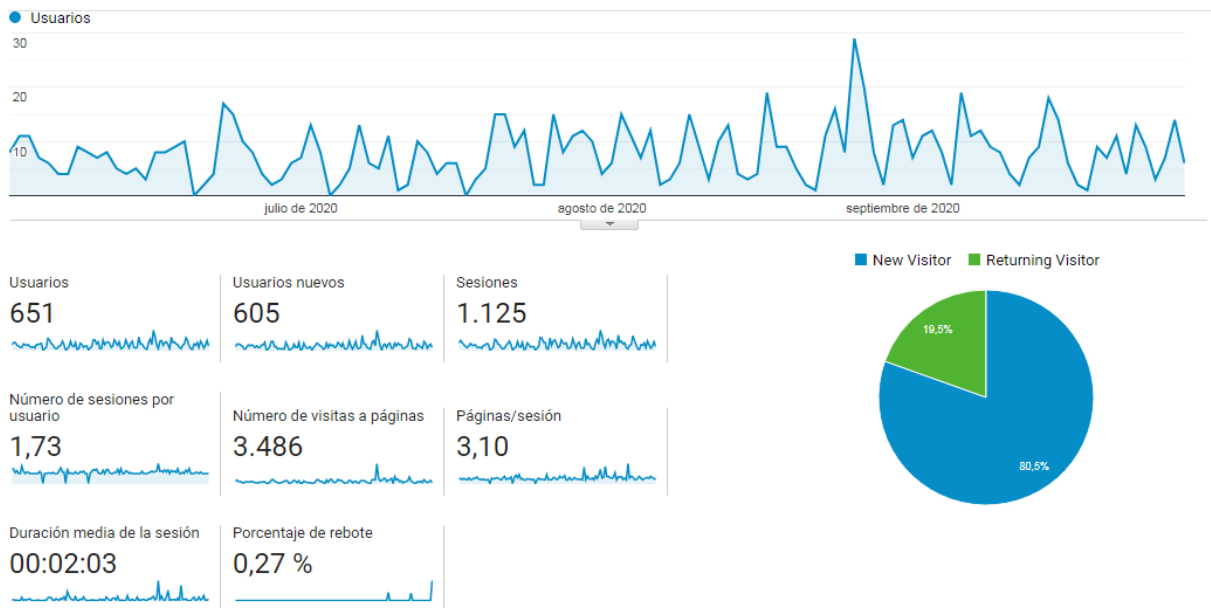 Usuarios
30
20
10
julio de 2020
agosto de 2020
septiembre de 2020
New Visitor
Returning Visitor
Usuarios
651
Usuarios nuevos
605
Sesiones
1.125
Número de sesiones por
usuario
1,73
Número de visitas a páginas
3.486
Páginas/sesión
3,10
Duración media de la sesión
00:02:03
Porcentaje de rebote
0,27 %
19,5%
80,5%